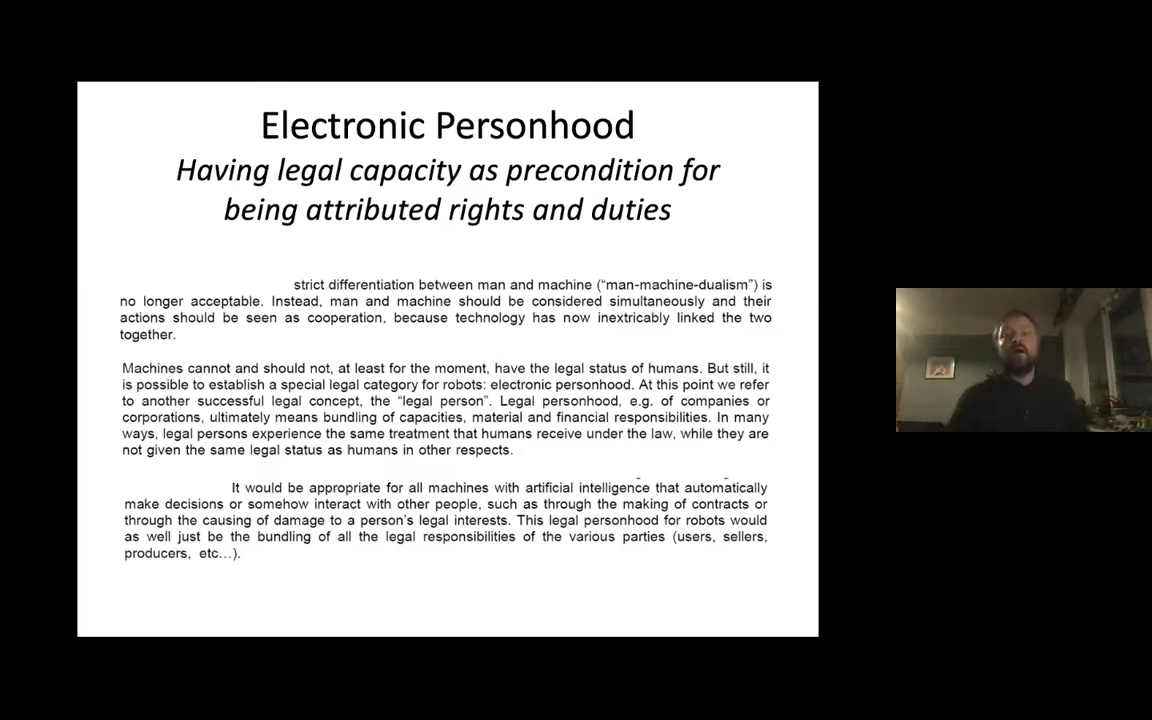 Electronic Personhood
Having legal capacity as precondition for
being attributed rights and duties
strict differentiation between man and machine (“man-machine-dualism”) is
no longer acceptable. Instead, man and machine should be considered simultaneously and their
actions should be seen as cooperation, because technology has now inextricably linked the two
together.
Machines cannot and should not, at least for the moment, have the legal status of humans. But still, it
is possible to establish a special legal category for robots: electronic personhood. At this point we refer
to another successful legal concept, the “legal person”. Legal personhood, e.g. of companies or
corporations, ultimately means bundling of capacities, material and financial responsibilities. In many
ways, legal persons experience the same treatment that humans receive under the law, while they are
not given the same legal status as humans in other respects.
It would be appropriate for all machines with artificial intelligence that automatically
make decisions or somehow interact with other people, such as through the making of contracts or
through the causing of damage to a person’s legal interests. This legal personhood for robots would
as well just be the bundling of all the legal responsibilities of the various parties (users, sellers,
producers, etc…).